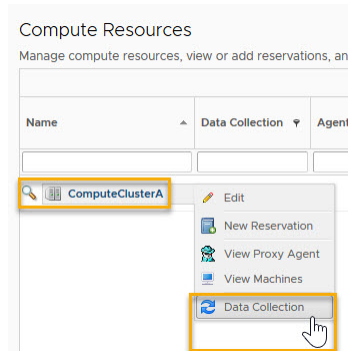 Compute Resources
Manage compute resources, view or add reservations, an
Name
Data Collection
Agent
ComputeClusterA
Edit
New Reservation
View Proxy Agent
View Machines
Data Collection